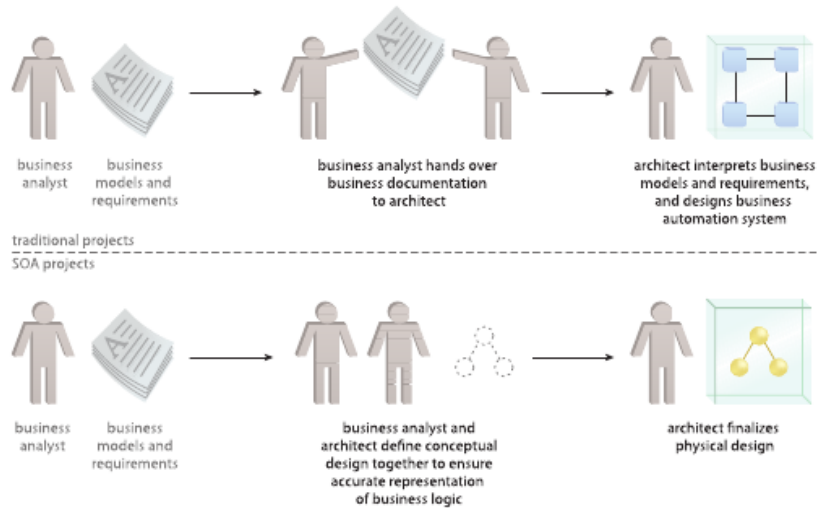 business
analyst
business
models and
requirements
business analyst hands over
business documentation
to architect
architect interprets business
models and requirements,
and designs business
automation system
traditional projects
SOA projects
business
analyst
business
models and
requirements
business analyst and
architect define conceptual
design together to ensure
accurate representation
of business logic
architect finalizes
physical design